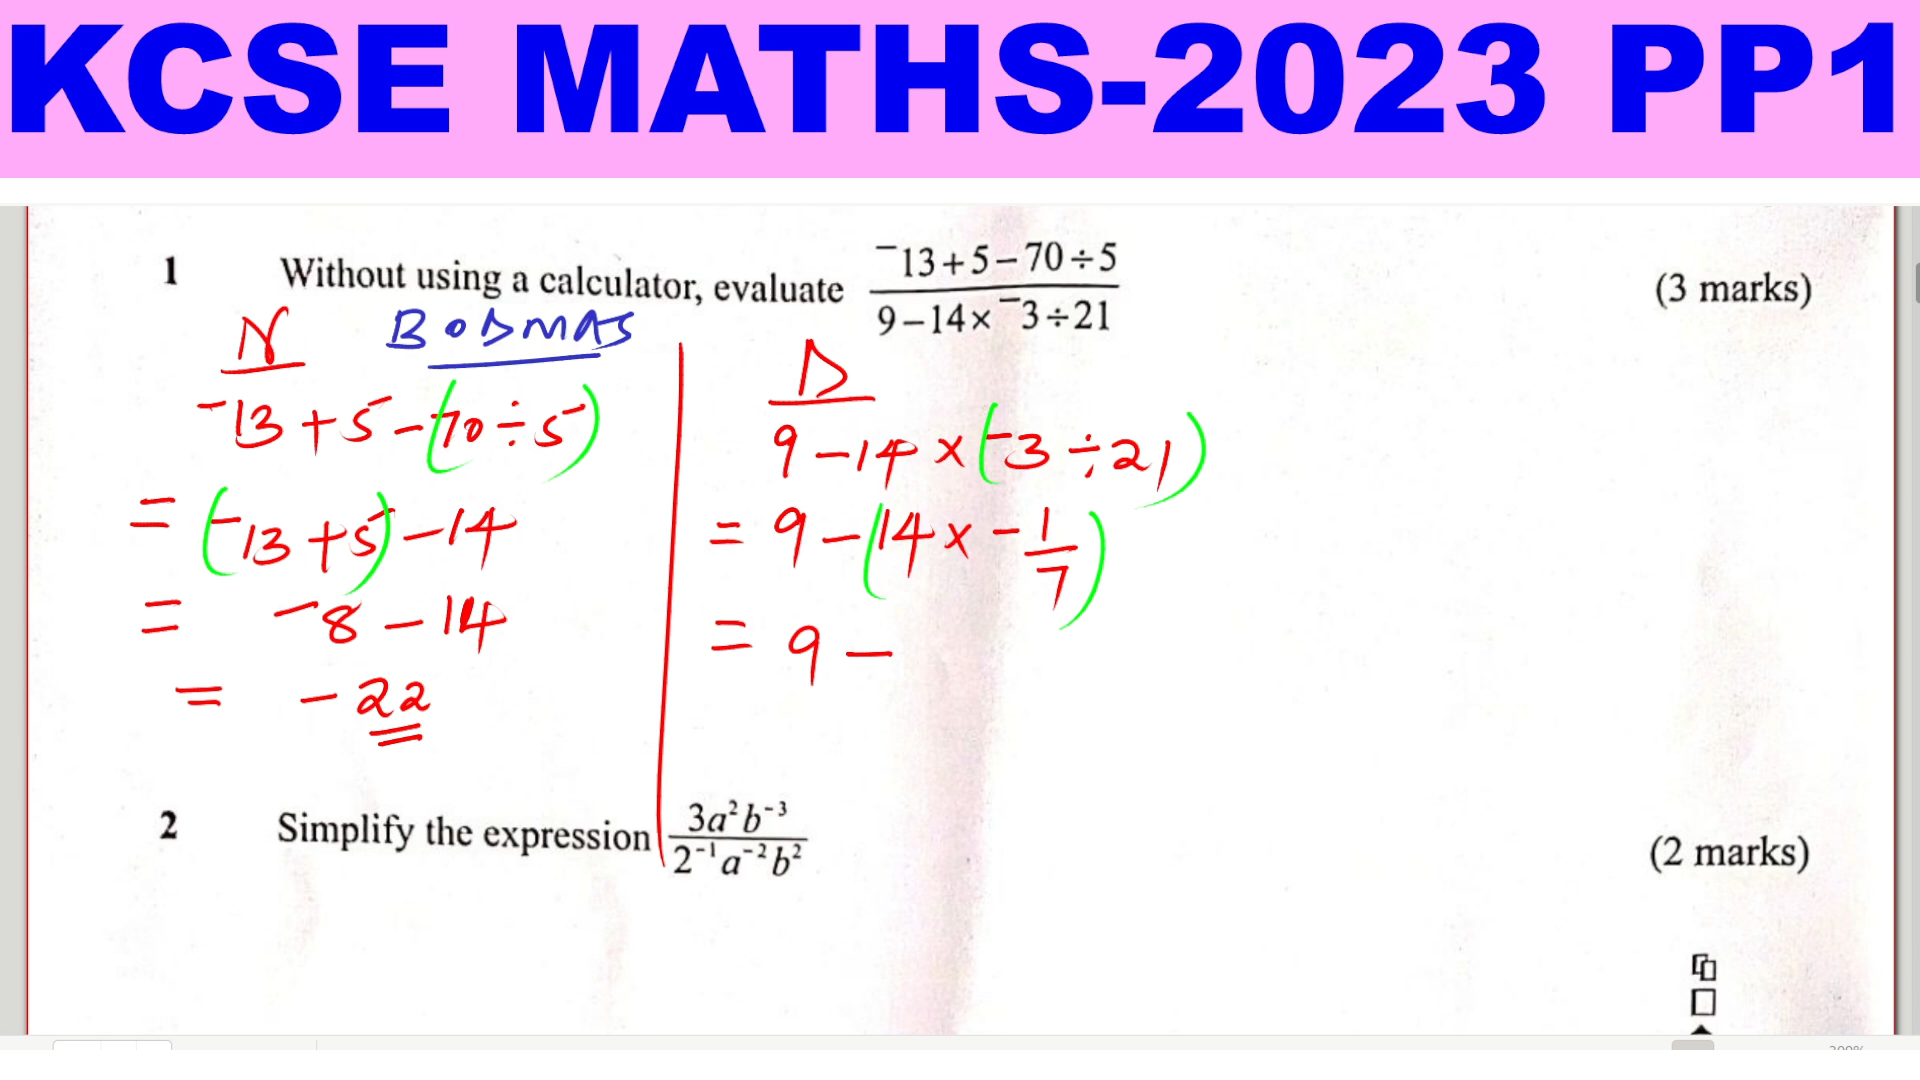 KCSE MATHS-2023 PP1
1 Without using a calculator, evaluate ⁻13+5−70÷5 / 9−14×⁻3÷21 (3 marks)
N BODMAS
⁻13+5−(70÷5)
= (⁻13+5)−14
= ⁻8−14
= −22
D
9−14×(⁻3÷21)
= 9−(14×−1/7)
= 9−
2 Simplify the expression 3a²b⁻³ / 2⁻¹a⁻²b² (2 marks)